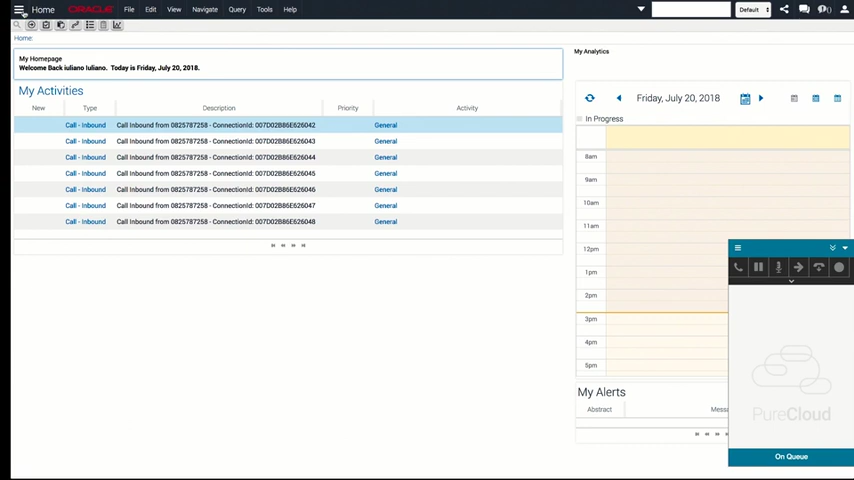 Home ORACLE File Edit View Navigate Query Tools Help Default
Home:
My Homepage
Welcome Back iuliano Iuliano. Today is Friday, July 20, 2018.
My Activities
New Type Description Priority Activity
Call - Inbound Call Inbound from 0825787258 - ConnectionId: 007D02B86E626042 General
Call - Inbound Call Inbound from 0825787258 - ConnectionId: 007D02B86E626043 General
Call - Inbound Call Inbound from 0825787258 - ConnectionId: 007D02B86E626044 General
Call - Inbound Call Inbound from 0825787258 - ConnectionId: 007D02B86E626045 General
Call - Inbound Call Inbound from 0825787258 - ConnectionId: 007D02B86E626046 General
Call - Inbound Call Inbound from 0825787258 - ConnectionId: 007D02B86E626047 General
Call - Inbound Call Inbound from 0825787258 - ConnectionId: 007D02B86E626048 General
My Analytics
Friday, July 20, 2018
In Progress
8am
9am
10am
11am
12pm
1pm
2pm
3pm
4pm
5pm
My Alerts
Abstract Messa
PureCloud
On Queue